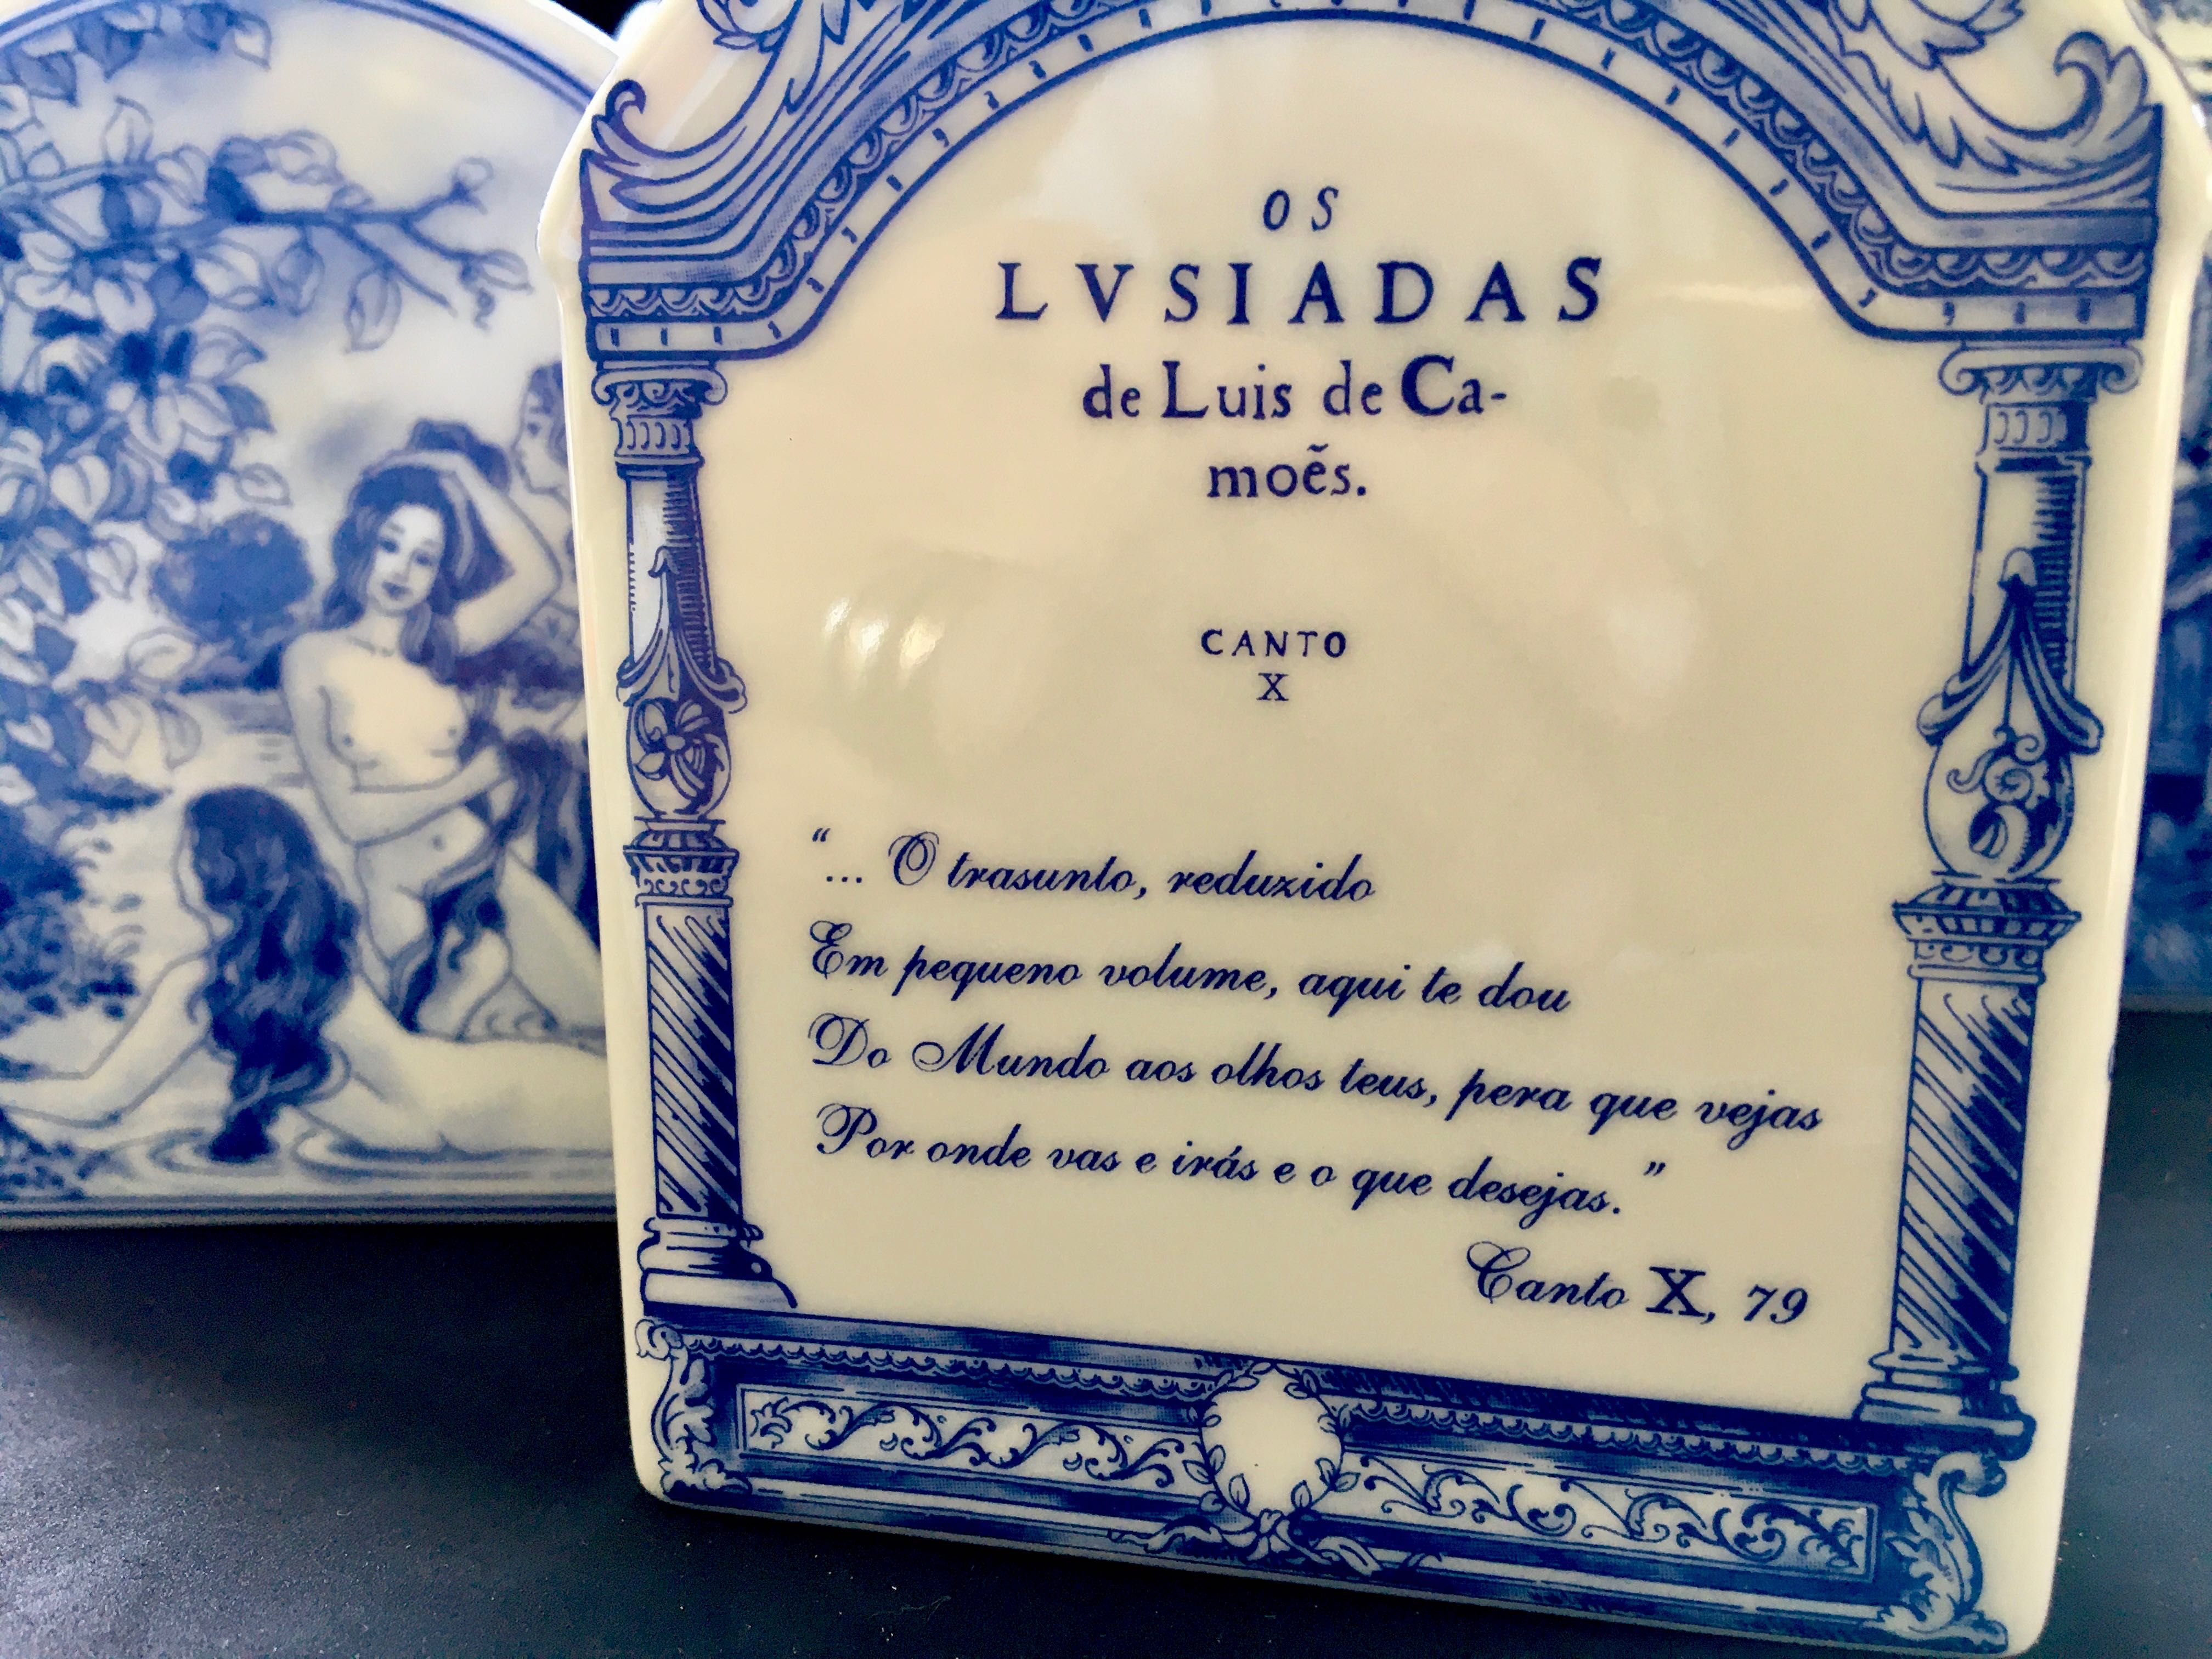 OS
LVSIADAS
de Luis de Ca-
moẽs.
CANTO
X
“... O trasunto, reduzido
Em pequeno volume, aqui te dou
Do Mundo aos olhos teus, pera que vejas
Por onde vas e irás e o que desejas.”
Canto X, 79